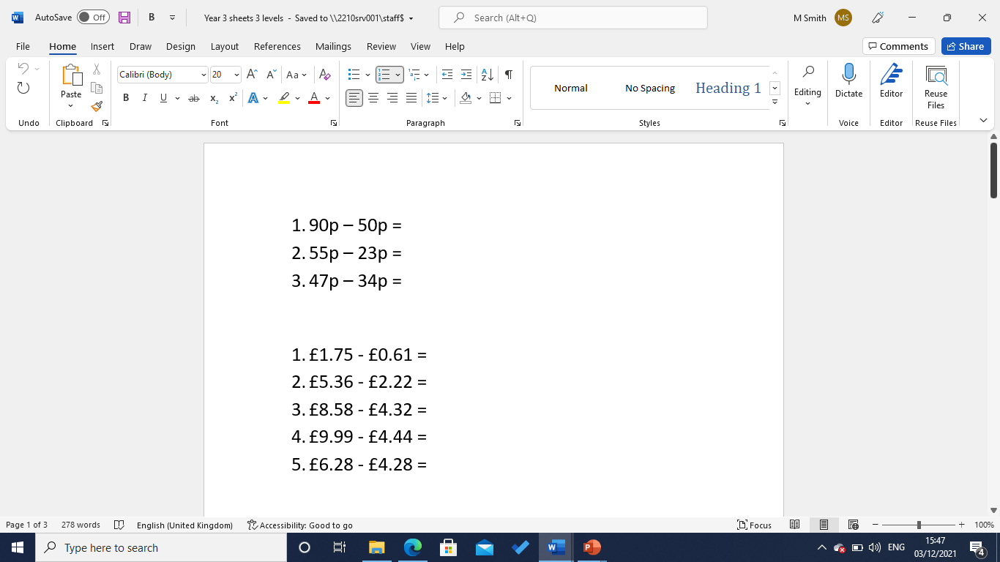 AutoSave Off B Year 3 sheets 3 levels - Saved to \\2210srv001\staff$ Search (Alt+Q) M Smith MS
File Home Insert Draw Design Layout References Mailings Review View Help Comments Share
Calibri (Body) 20 A A Aa A
Paste Normal No Spacing Heading 1 Editing Dictate Editor Reuse Files
B I U ab x₂ x² A A
Undo Clipboard Font Paragraph Styles Voice Editor Reuse Files
1. 90p – 50p =
2. 55p – 23p =
3. 47p – 34p =
1. £1.75 - £0.61 =
2. £5.36 - £2.22 =
3. £8.58 - £4.32 =
4. £9.99 - £4.44 =
5. £6.28 - £4.28 =
Page 1 of 3 278 words English (United Kingdom) Accessibility: Good to go Focus 100%
Type here to search ENG 15:47
03/12/2021 4